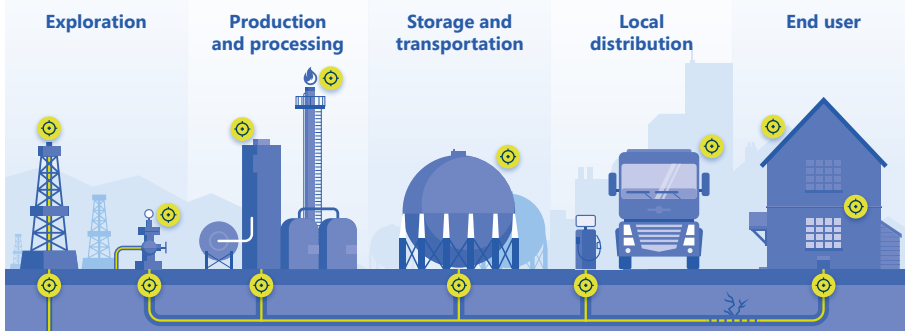 Exploration
Production
and processing
Storage and
transportation
Local
distribution
End user